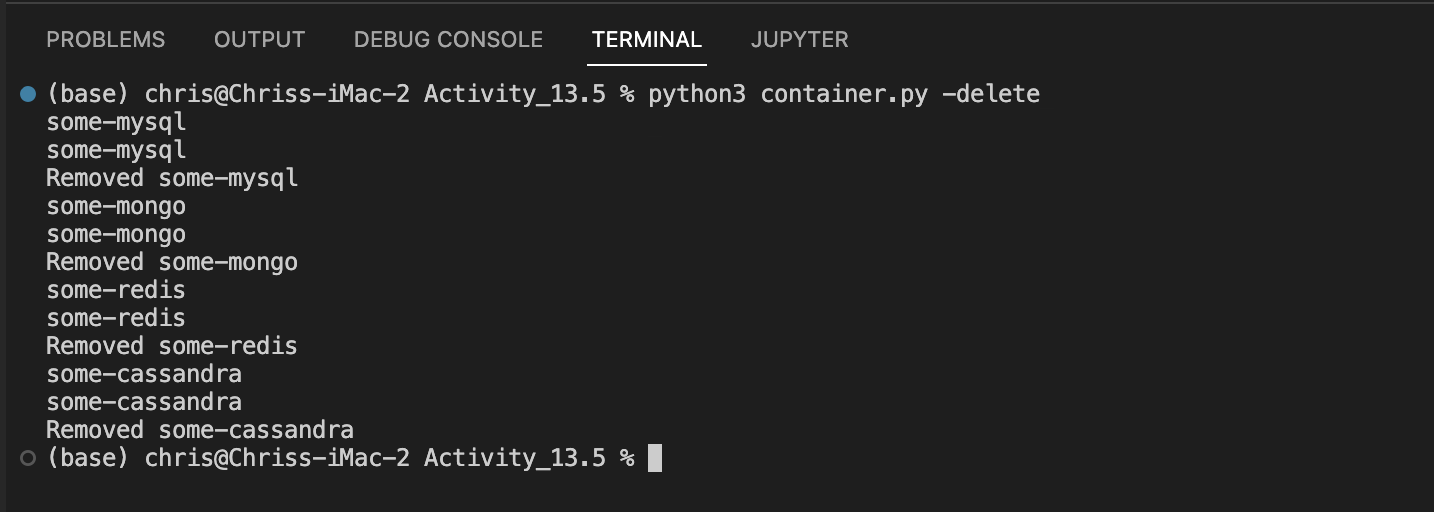 PROBLEMS OUTPUT DEBUG CONSOLE TERMINAL JUPYTER
(base) chris@Chriss-iMac-2 Activity_13.5 % python3 container.py -delete
some-mysql
some-mysql
Removed some-mysql
some-mongo
some-mongo
Removed some-mongo
some-redis
some-redis
Removed some-redis
some-cassandra
some-cassandra
Removed some-cassandra
(base) chris@Chriss-iMac-2 Activity_13.5 %